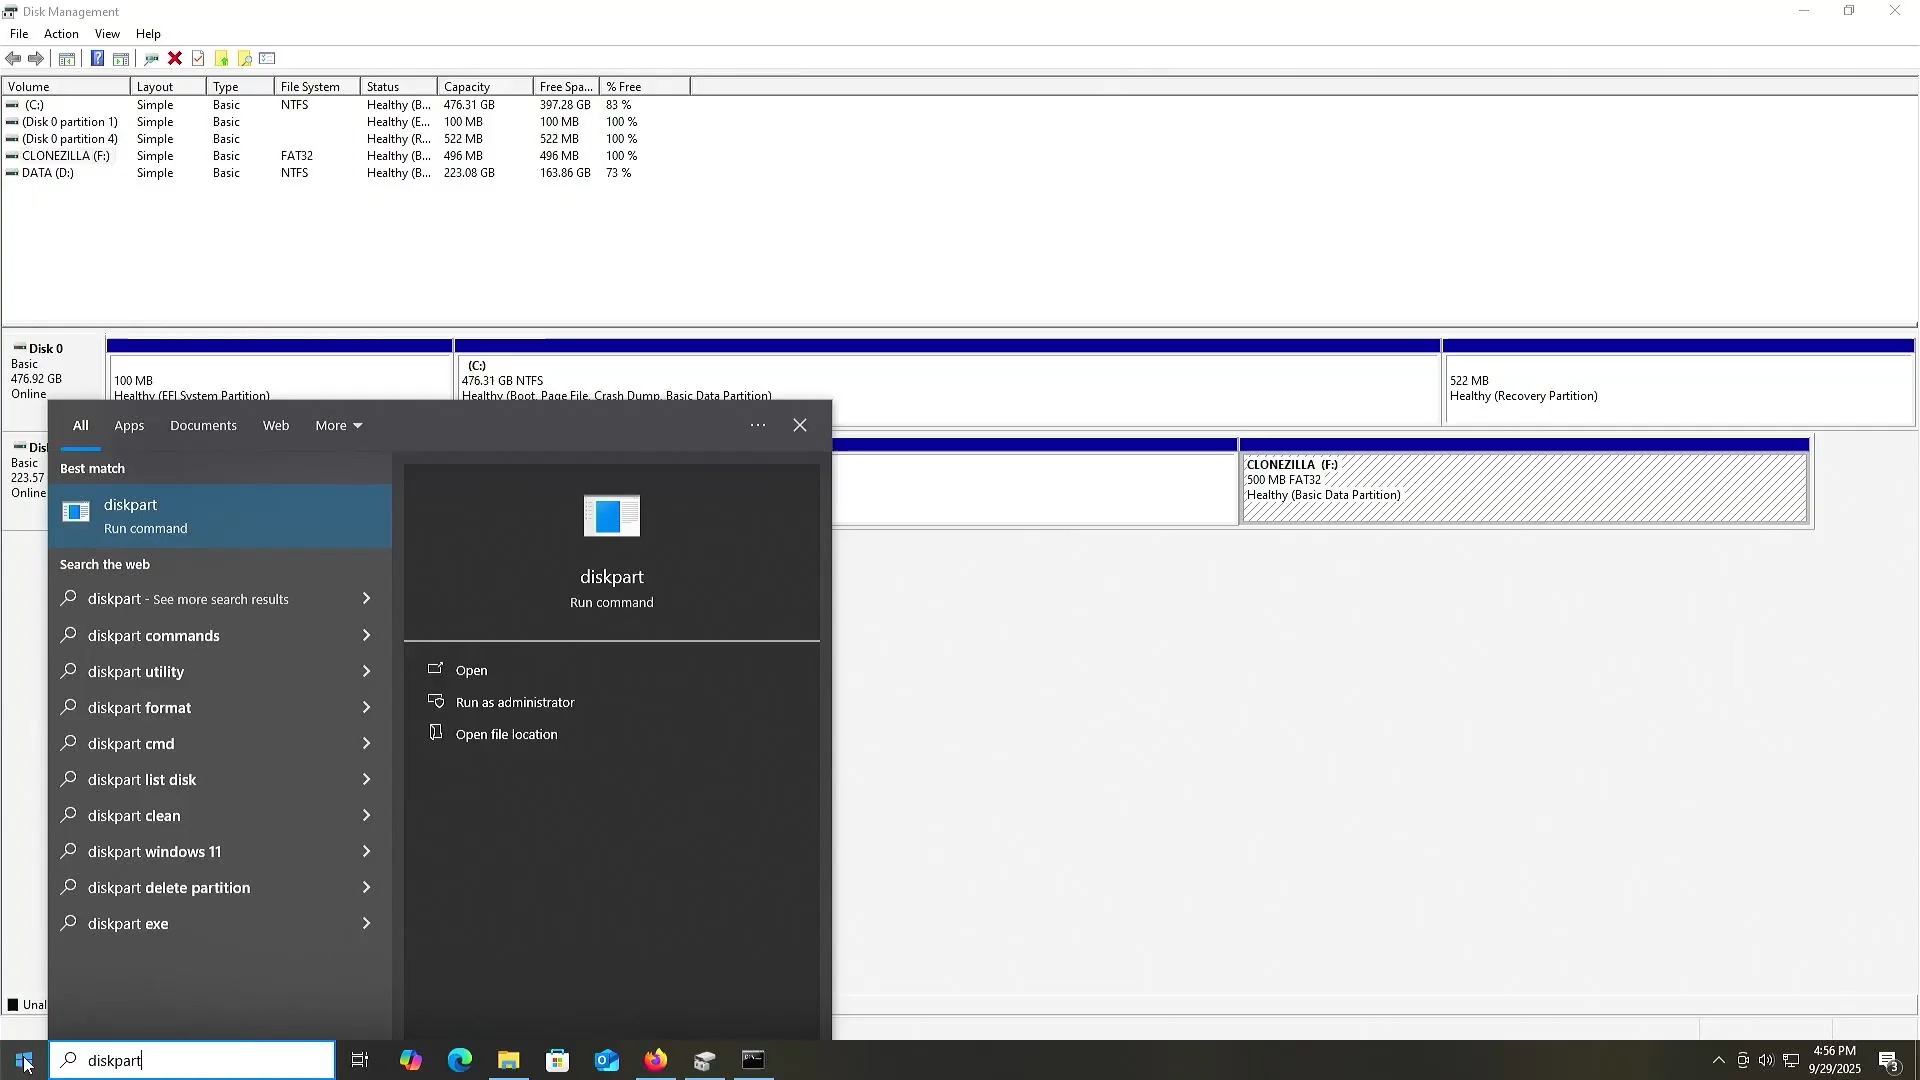 Disk Management
File Action View Help
Volume Layout Type File System Status Capacity Free Spa... % Free
(C:) Simple Basic NTFS Healthy (B... 476.31 GB 397.28 GB 83 %
(Disk 0 partition 1) Simple Basic Healthy (E... 100 MB 100 MB 100 %
(Disk 0 partition 4) Simple Basic Healthy (R... 522 MB 522 MB 100 %
CLONEZILLA (F:) Simple Basic FAT32 Healthy (B... 496 MB 496 MB 100 %
DATA (D:) Simple Basic NTFS Healthy (B... 223.08 GB 163.86 GB 73 %
Disk 0
Basic
476.92 GB
Online
100 MB
Healthy (EFI System Partition)
(C:)
476.31 GB NTFS
Healthy (Boot, Page File, Crash Dump, Basic Data Partition)
522 MB
Healthy (Recovery Partition)
Dis
Basic
223.57
Online
CLONEZILLA (F:)
500 MB FAT32
Healthy (Basic Data Partition)
All Apps Documents Web More
Best match
diskpart
Run command
Search the web
diskpart - See more search results
diskpart commands
diskpart utility
diskpart format
diskpart cmd
diskpart list disk
diskpart clean
diskpart windows 11
diskpart delete partition
diskpart exe
diskpart
Run command
Open
Run as administrator
Open file location
Unal
diskpart
4:56 PM
9/29/2025
3